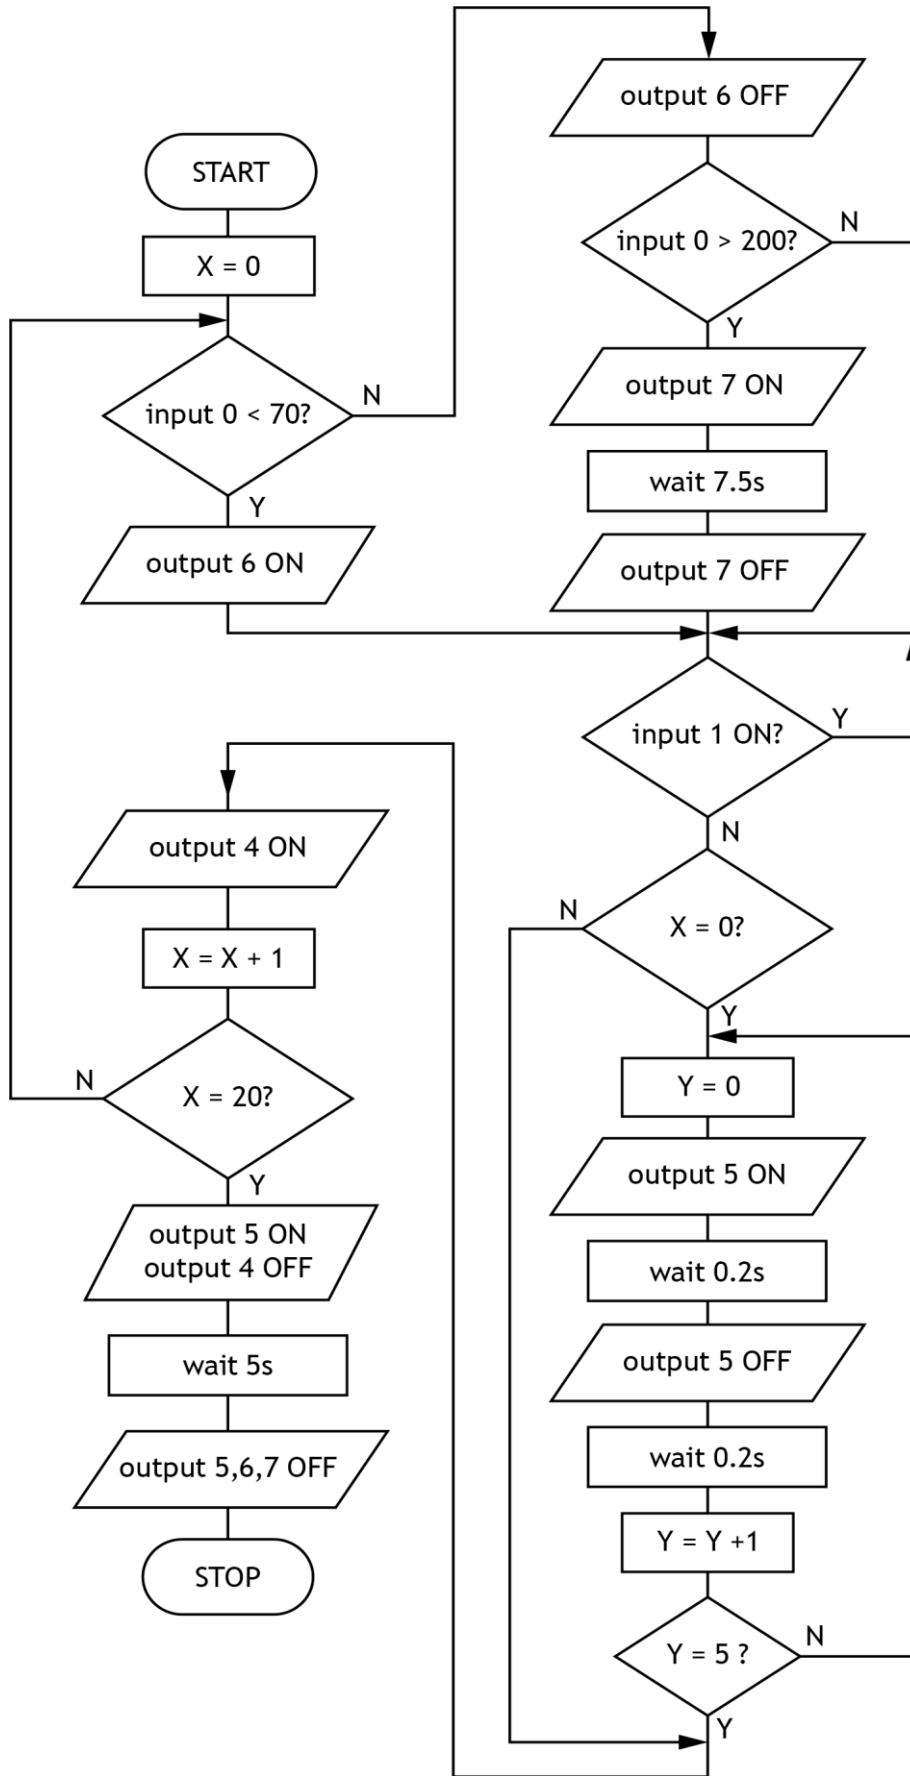 START
X = 0
input 0 < 70?
N
Y
output 6 ON
output 6 OFF
input 0 > 200?
N
Y
output 7 ON
wait 7.5s
output 7 OFF
input 1 ON?
Y
N
X = 0?
N
Y
Y = 0
output 5 ON
wait 0.2s
output 5 OFF
wait 0.2s
Y = Y +1
Y = 5 ?
N
Y
output 4 ON
X = X + 1
X = 20?
N
Y
output 5 ON
output 4 OFF
wait 5s
output 5,6,7 OFF
STOP